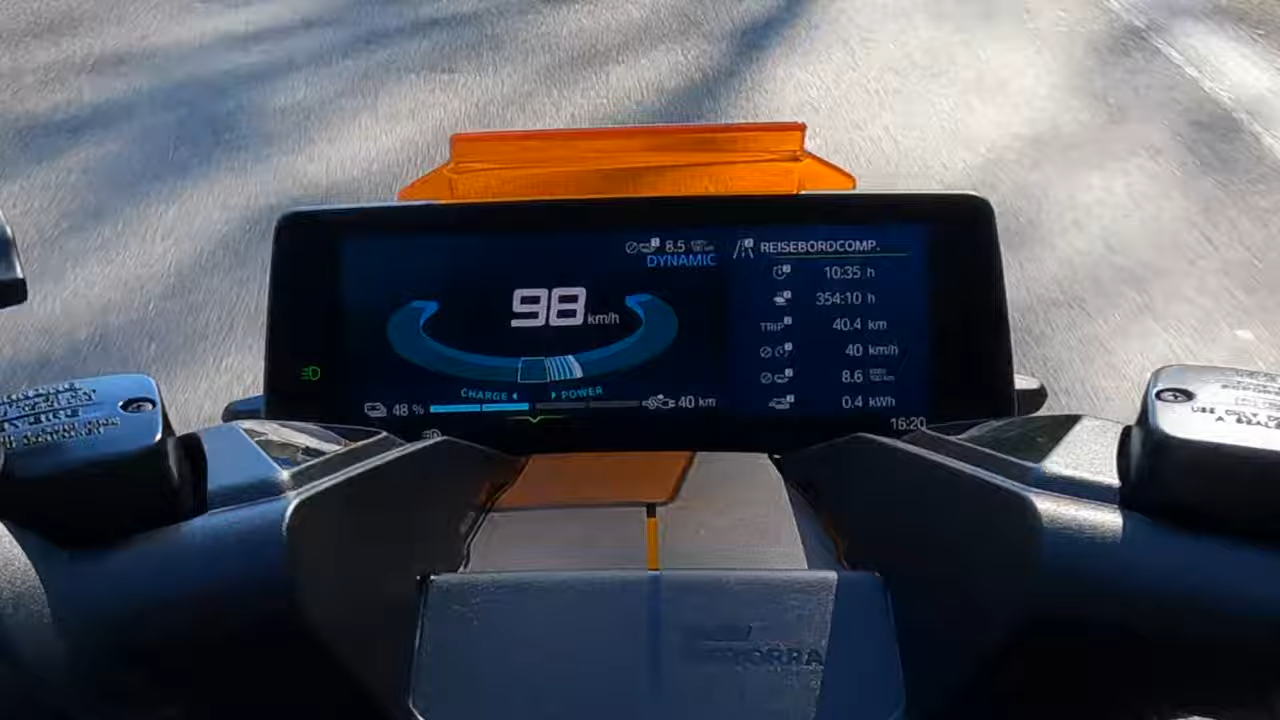 8.5
DYNAMIC
98 km/h
CHARGE POWER
48 %
40 km
REISEBORDCOMP.
10:35 h
354:10 h
TRIP 40.4 km
40 km/h
8.6
0.4 kWh
16:20